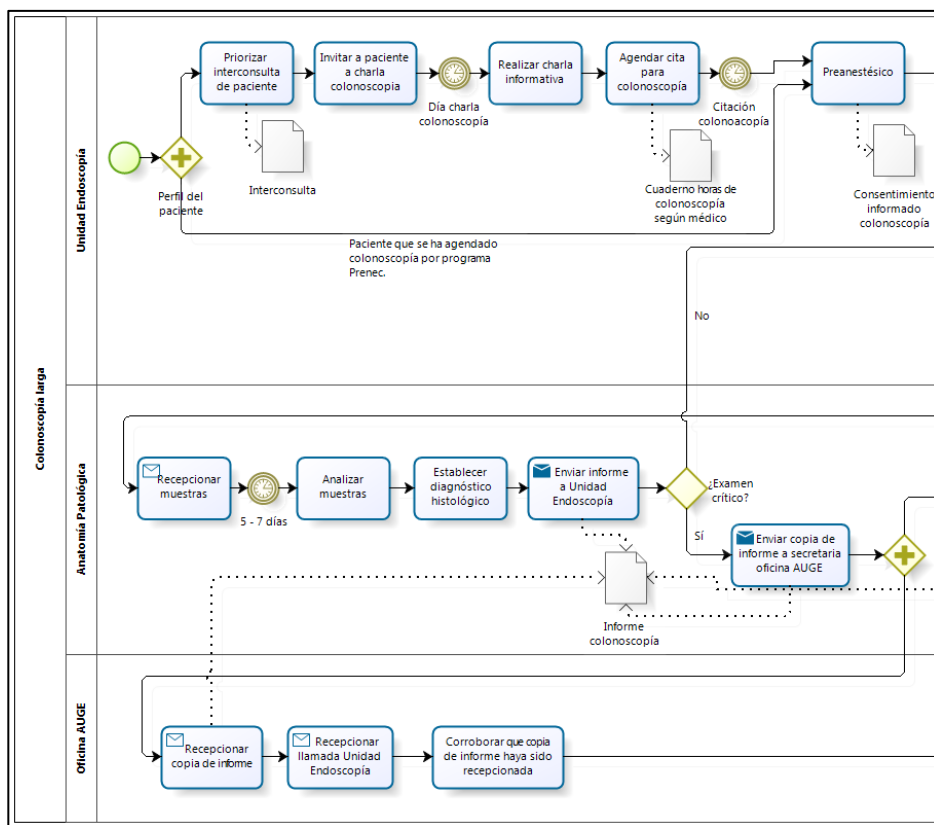 Colonoscopía larga
Unidad Endoscopía
Priorizar
interconsulta
de paciente
Invitar a paciente
a charla
colonoscopia
Día charla
colonoscopía
Realizar charla
informativa
Agendar cita
para
colonoscopía
Citación
colonoacopía
Preanestésico
Perfil del
paciente
Interconsulta
Cuaderno horas de
colonoscopía
según médico
Consentimiento
informado
colonoscopía
Paciente que se ha agendado
colonoscopía por programa
Prenec.
No
Anatomía Patológica
Recepcionar
muestras
5 - 7 días
Analizar
muestras
Establecer
diagnóstico
histológico
Enviar informe
a Unidad
Endoscopía
¿Examen
crítico?
Sí
Enviar copia de
informe a secretaria
oficina AUGE
Informe
colonoscopía
Oficina AUGE
Recepcionar
copia de informe
Recepcionar
llamada Unidad
Endoscopía
Corroborar que copia
de informe haya sido
recepcionada